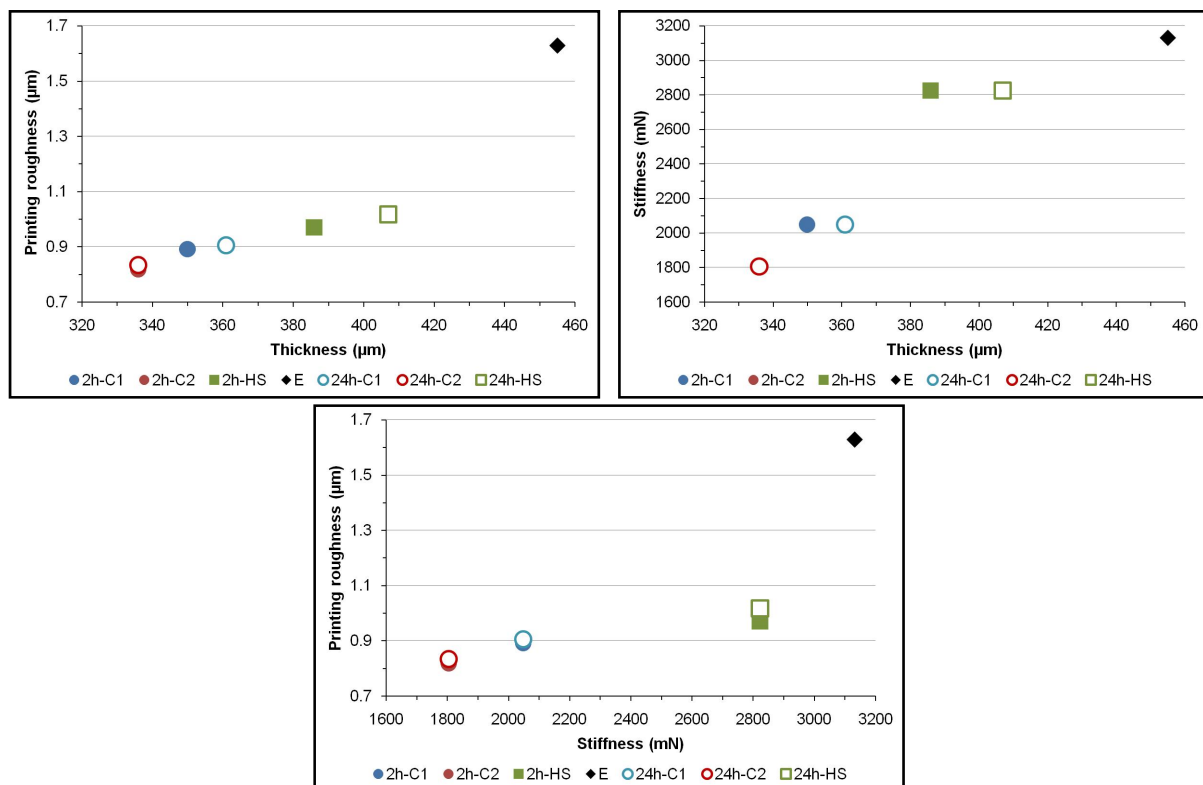 Printing roughness (µm)
1.7
1.5
1.3
1.1
0.9
0.7
320 340 360 380 400 420 440 460
Thickness (µm)
2h-C1 2h-C2 2h-HS E 24h-C1 24h-C2 24h-HS
Stiffness (mN)
3200
3000
2800
2600
2400
2200
2000
1800
1600
320 340 360 380 400 420 440 460
Thickness (µm)
2h-C1 2h-C2 2h-HS E 24h-C1 24h-C2 24h-HS
Printing roughness (µm)
1.7
1.5
1.3
1.1
0.9
0.7
1600 1800 2000 2200 2400 2600 2800 3000 3200
Stiffness (mN)
2h-C1 2h-C2 2h-HS E 24h-C1 24h-C2 24h-HS